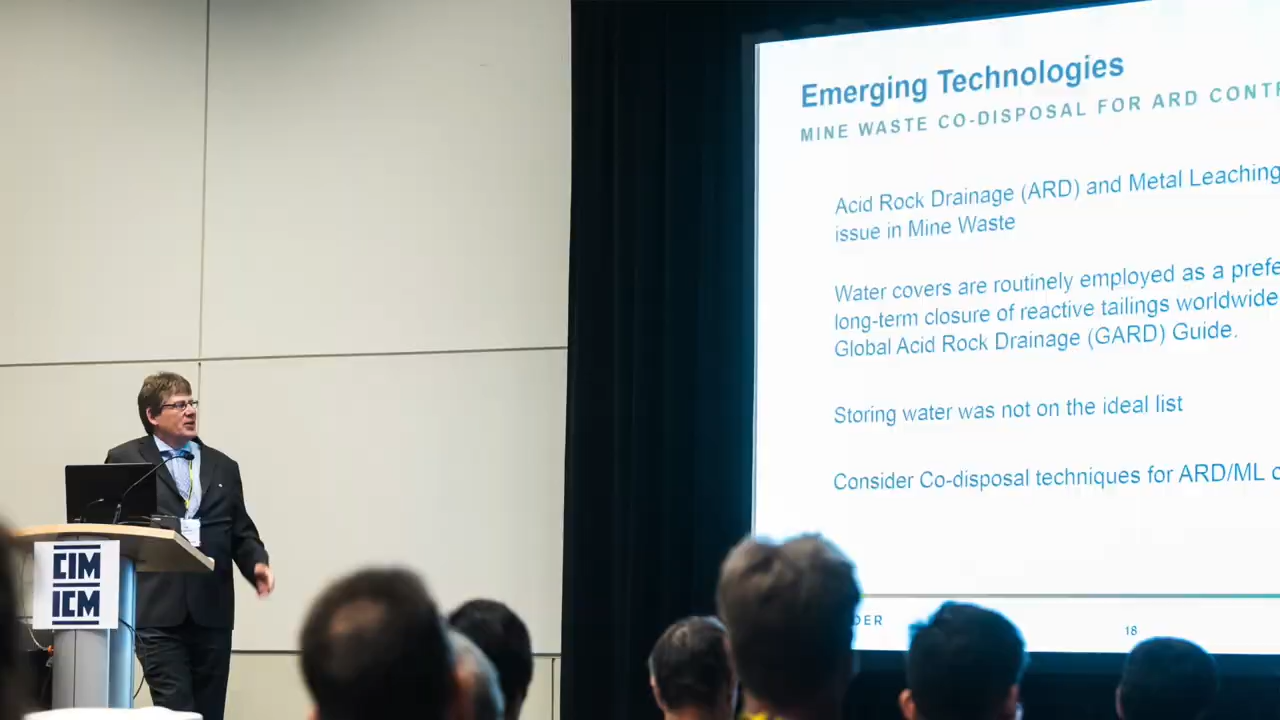 Emerging Technologies
MINE WASTE CO-DISPOSAL FOR ARD CONT
Acid Rock Drainage (ARD) and Metal Leaching
issue in Mine Waste
Water covers are routinely employed as a prefe
long-term closure of reactive tailings worldwide
Global Acid Rock Drainage (GARD) Guide.
Storing water was not on the ideal list
Consider Co-disposal techniques for ARD/ML
DER
18
CIM
ICM